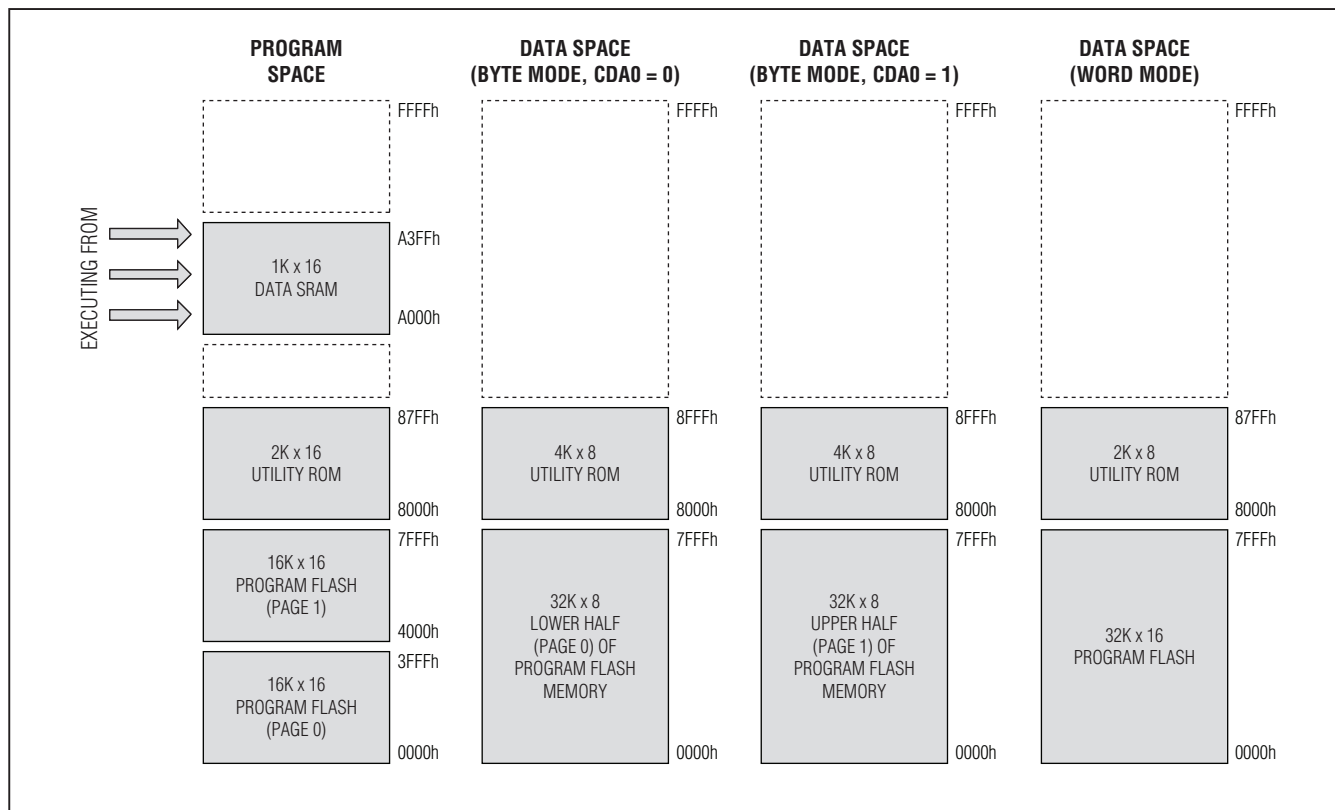 PROGRAM
SPACE
FFFFh
EXECUTING FROM
A3FFh
1K x 16
DATA SRAM
A000h
87FFh
2K x 16
UTILITY ROM
8000h
7FFFh
16K x 16
PROGRAM FLASH
(PAGE 1)
4000h
3FFFh
16K x 16
PROGRAM FLASH
(PAGE 0)
0000h
DATA SPACE
(BYTE MODE, CDA0 = 0)
FFFFh
8FFFh
4K x 8
UTILITY ROM
8000h
7FFFh
32K x 8
LOWER HALF
(PAGE 0) OF
PROGRAM FLASH
MEMORY
0000h
DATA SPACE
(BYTE MODE, CDA0 = 1)
FFFFh
8FFFh
4K x 8
UTILITY ROM
8000h
7FFFh
32K x 8
UPPER HALF
(PAGE 1) OF
PROGRAM FLASH
MEMORY
0000h
DATA SPACE
(WORD MODE)
FFFFh
87FFh
2K x 8
UTILITY ROM
8000h
7FFFh
32K x 16
PROGRAM FLASH
0000h